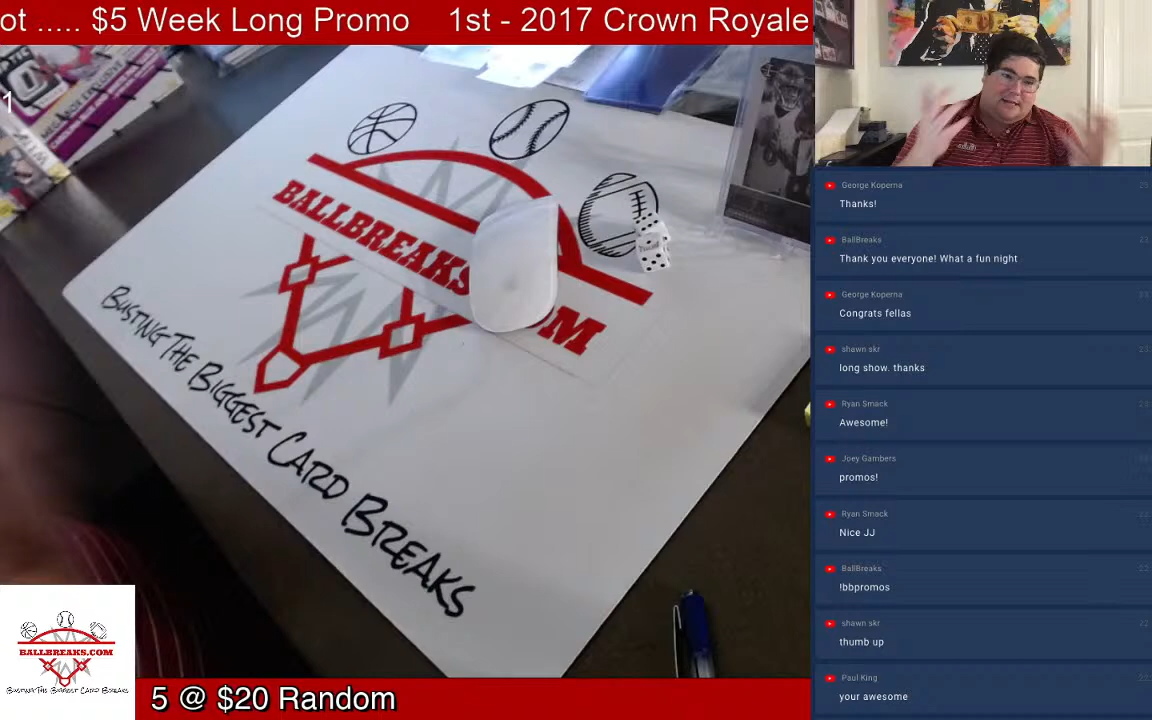 ot ..... $5 Week Long Promo 1st - 2017 Crown Royale
1
BALLBREAKS
OM
BUSTING THE BIGGEST CARD BREAKS
George Koperna
Thanks!
BallBreaks
Thank you everyone! What a fun night
George Koperna
Congrats fellas
shawn skr
long show. thanks
Ryan Smack
Awesome!
Joey Gambers
promos!
Ryan Smack
Nice JJ
BallBreaks
!bbpromos
shawn skr
thumb up
Paul King
your awesome
BALLBREAKS.COM
BUSTING THE BIGGEST CARD BREAKS
5 @ $20 Random